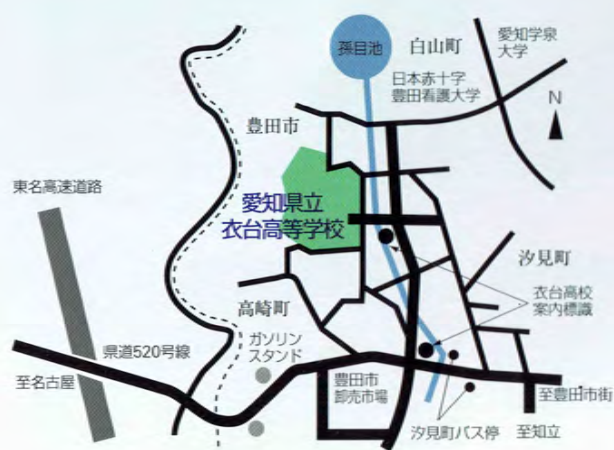 孫目池
白山町
愛知学泉
大学
日本赤十字
豊田看護大学
N
豊田市
東名高速道路
愛知県立
衣台高等学校
汐見町
衣台高校
案内標識
高崎町
ガソリン
スタンド
県道520号線
至名古屋
豊田市
卸売市場
至豊田市街
汐見町バス停
至知立